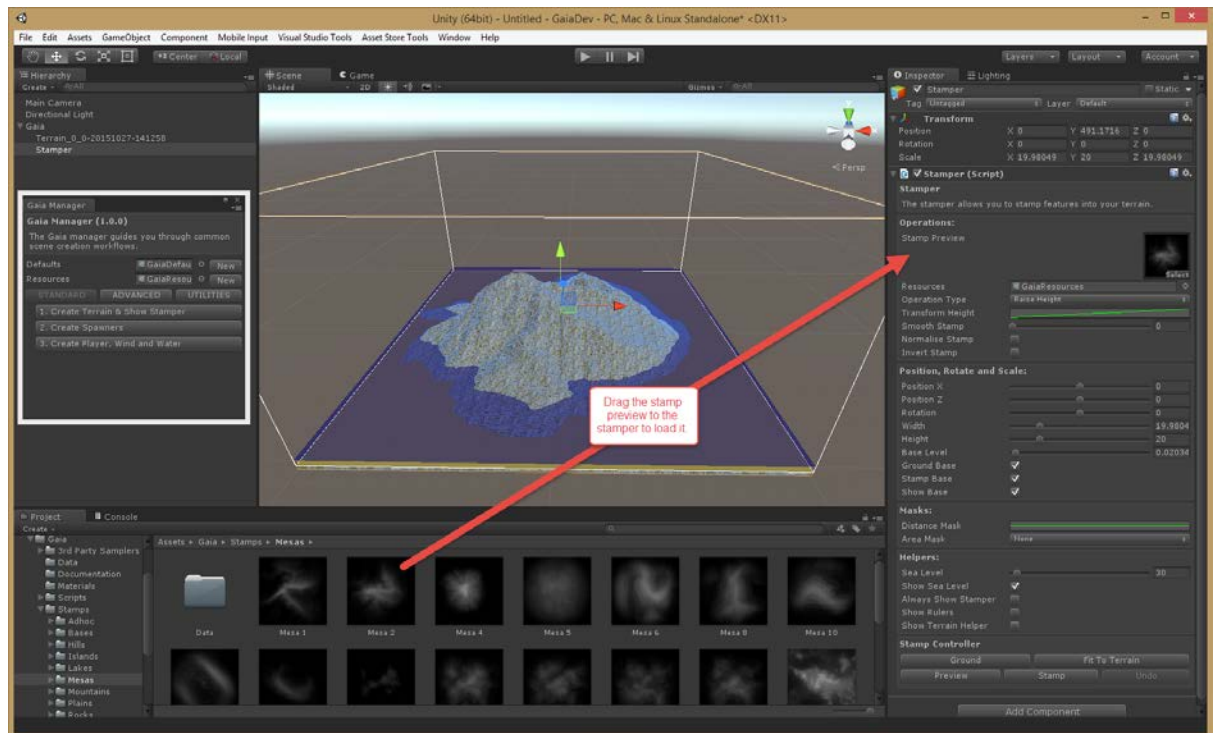 Unity (64bit) - Untitled - GaiaDev - PC, Mac & Linux Standalone* <DX11>
File Edit Assets GameObject Component Mobile Input Visual Studio Tools Asset Store Tools Window Help
Center Local
Layers Layout Account
Hierarchy
Create All
Main Camera
Directional Light
Gaia
Terrain_0_0-20151027-141258
Stamper
Gaia Manager
Gaia Manager (1.0.0)
The Gaia manager guides you through common
scene creation workflows.
Defaults GaiaDefau New
Resources GaiaResou New
STANDARD ADVANCED UTILITIES
1. Create Terrain & Show Stamper
2. Create Spawners
3. Create Player, Wind and Water
Scene Game
Shaded 2D Gizmos All
y
Persp
Drag the stamp
preview to the
stamper to load it
Project Console
Create
Gaia
3rd Party Samplers
Data
Documentation
Materials
Scripts
Stamps
Adhoc
Bases
Hills
Islands
Lakes
Mesas
Mountains
Plains
Rocks
Assets Gaia Stamps Mesas
Data Mesa 1 Mesa 2 Mesa 4 Mesa 5 Mesa 6 Mesa 8 Mesa 10
Inspector Lighting
Stamper Static
Tag Untagged Layer Default
Transform
Position X 0 Y 491.1716 Z 0
Rotation X 0 Y 0 Z 0
Scale X 19.98049 Y 20 Z 19.98049
Stamper (Script)
Stamper
The stamper allows you to stamp features into your terrain.
Operations:
Stamp Preview
Select
Resources GaiaResources
Operation Type Raise Height
Transform Height
Smooth Stamp 0
Normalise Stamp
Invert Stamp
Position, Rotate and Scale:
Position X 0
Position Z 0
Rotation 0
Width 19.9804
Height 20
Base Level 0.02034
Ground Base
Stamp Base
Show Base
Masks:
Distance Mask
Area Mask None
Helpers:
Sea Level 30
Show Sea Level
Always Show Stamper
Show Rulers
Show Terrain Helper
Stamp Controller
Ground Fit To Terrain
Preview Stamp Undo
Add Component